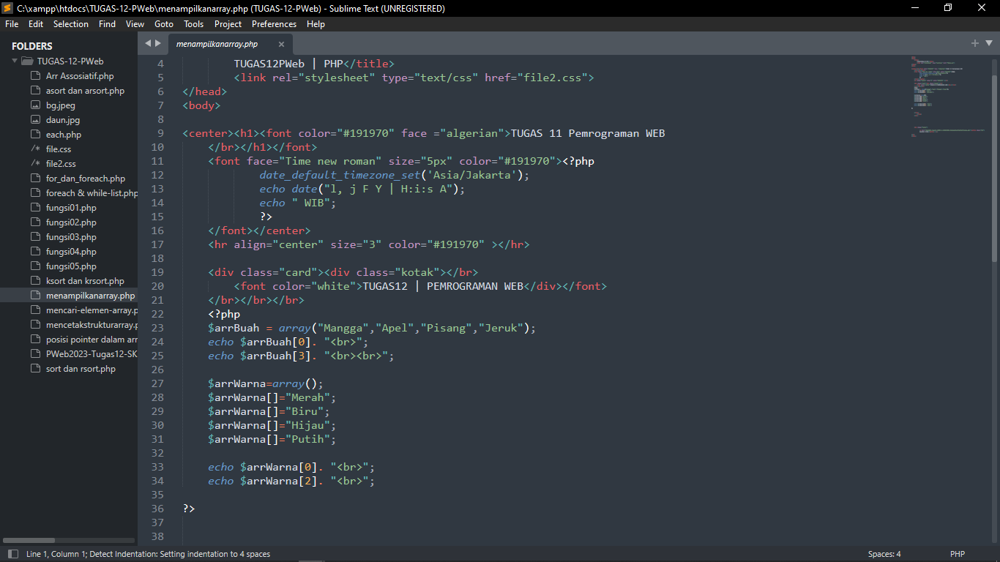 C:\xampp\htdocs\TUGAS-12-PWeb\menampilkanarray.php (TUGAS-12-PWeb) - Sublime Text (UNREGISTERED)
File Edit Selection Find View Goto Tools Project Preferences Help
FOLDERS
TUGAS-12-PWeb
Arr Assosiatif.php
asort dan arsort.php
bg.jpeg
daun.jpg
each.php
file.css
file2.css
for_dan_foreach.php
foreach & while-list.php
fungsi01.php
fungsi02.php
fungsi03.php
fungsi04.php
fungsi05.php
ksort dan krsort.php
menampilkanarray.php
mencari-elemen-array.p
mencetakstrukturarray.p
posisi pointer dalam arr
PWeb2023-Tugas12-SK
sort dan rsort.php
menampilkanarray.php
4 TUGAS12PWeb | PHP</title>
5 <link rel="stylesheet" type="text/css" href="file2.css">
6 </head>
7 <body>
8
9 <center><h1><font color="#191970" face ="algerian">TUGAS 11 Pemrograman WEB
10 </br></h1></font>
11 <font face="Time new roman" size="5px" color="#191970"><?php
12 date_default_timezone_set('Asia/Jakarta');
13 echo date("l, j F Y | H:i:s A");
14 echo " WIB";
15 ?>
16 </font></center>
17 <hr align="center" size="3" color="#191970" ></hr>
18
19 <div class="card"><div class="kotak"></br>
20 <font color="white">TUGAS12 | PEMROGRAMAN WEB</div></font>
21 </br></br></br>
22 <?php
23 $arrBuah = array("Mangga","Apel","Pisang","Jeruk");
24 echo $arrBuah[0]. "<br>";
25 echo $arrBuah[3]. "<br><br>";
26
27 $arrWarna=array();
28 $arrWarna[]="Merah";
29 $arrWarna[]="Biru";
30 $arrWarna[]="Hijau";
31 $arrWarna[]="Putih";
32
33 echo $arrWarna[0]. "<br>";
34 echo $arrWarna[2]. "<br>";
35
36 ?>
37
38
Line 1, Column 1; Detect Indentation: Setting indentation to 4 spaces
Spaces: 4 PHP